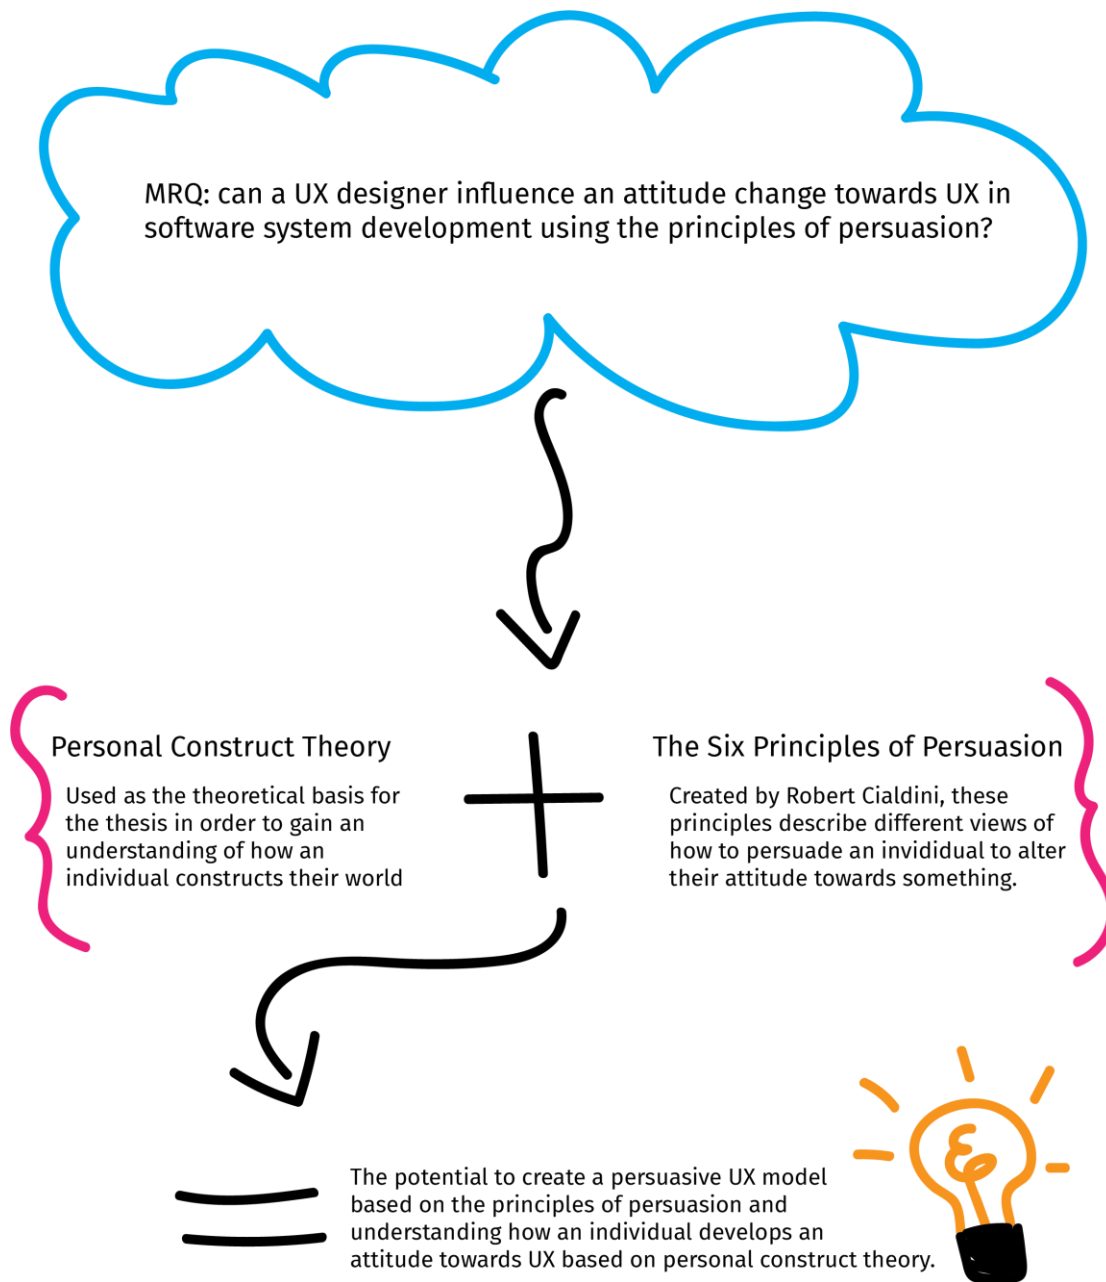 MRQ: can a UX designer influence an attitude change towards UX in
software system development using the principles of persuasion?
Personal Construct Theory
Used as the theoretical basis for
the thesis in order to gain an
understanding of how an
individual constructs their world
The Six Principles of Persuasion
Created by Robert Cialdini, these
principles describe different views of
how to persuade an invididual to alter
their attitude towards something.
The potential to create a persuasive UX model
based on the principles of persuasion and
understanding how an individual develops an
attitude towards UX based on personal construct theory.